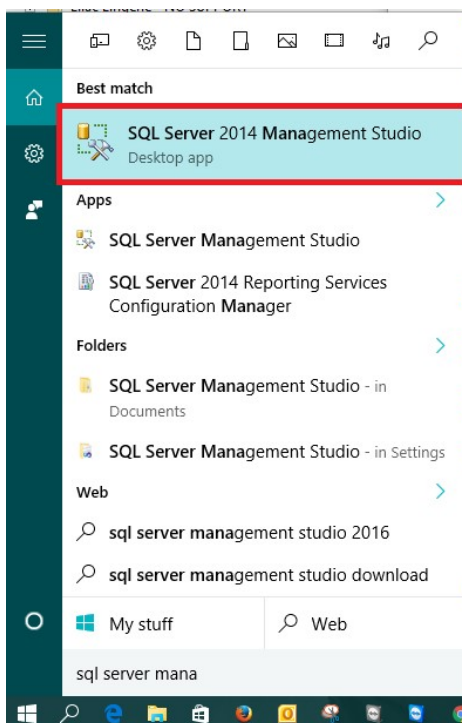 Best match
SQL Server 2014 Management Studio
Desktop app
Apps
SQL Server Management Studio
SQL Server 2014 Reporting Services
Configuration Manager
Folders
SQL Server Management Studio - in
Documents
SQL Server Management Studio - in Settings
Web
sql server management studio 2016
sql server management studio download
My stuff
Web
sql server mana